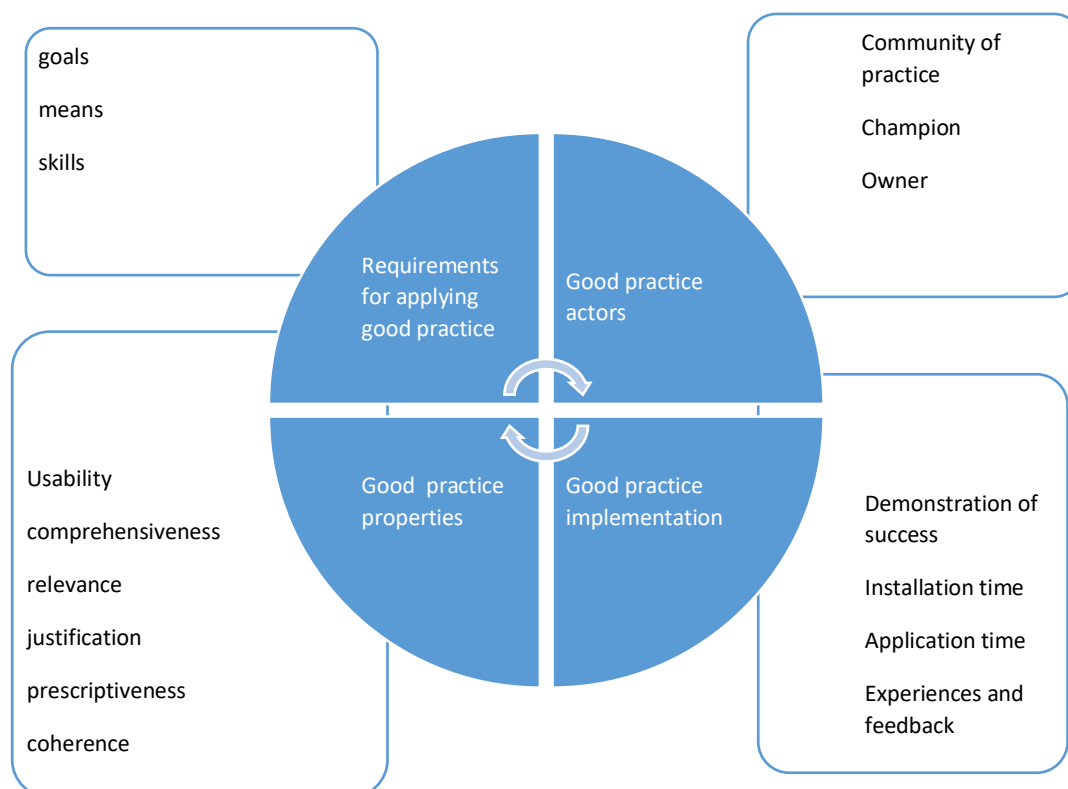 goals
means
skills
Community of
practice
Champion
Owner
Requirements
for applying
good practice
Good practice
actors
Good  practice
properties
Good practice
implementation
Usability
comprehensiveness
relevance
justification
prescriptiveness
coherence
Demonstration of
success
Installation time
Application time
Experiences and
feedback